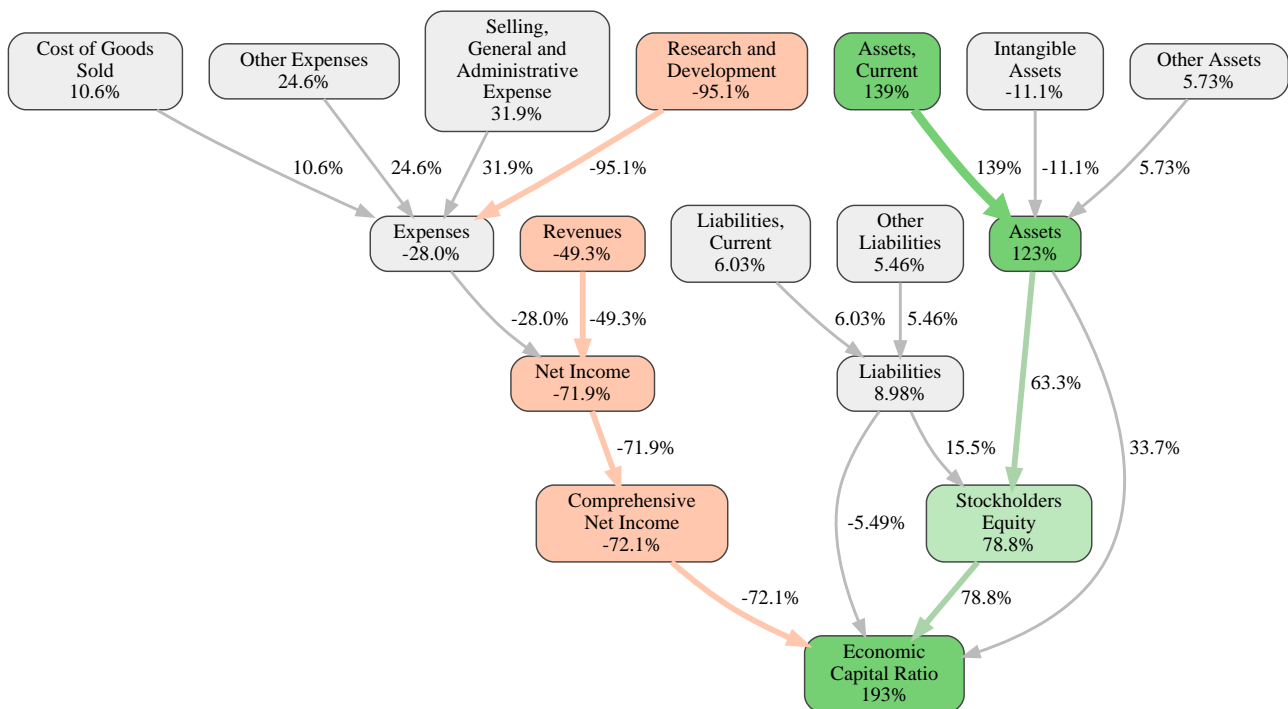 Cost of Goods
Sold
10.6%
Other Expenses
24.6%
Selling,
General and
Administrative
Expense
31.9%
Research and
Development
-95.1%
Assets,
Current
139%
Intangible
Assets
-11.1%
Other Assets
5.73%
10.6%
24.6%
31.9%
-95.1%
139%
-11.1%
5.73%
Expenses
-28.0%
Revenues
-49.3%
Liabilities,
Current
6.03%
Other
Liabilities
5.46%
Assets
123%
-28.0%
-49.3%
6.03%
5.46%
Net Income
-71.9%
Liabilities
8.98%
63.3%
-71.9%
15.5%
33.7%
Comprehensive
Net Income
-72.1%
-5.49%
Stockholders
Equity
78.8%
-72.1%
78.8%
Economic
Capital Ratio
193%